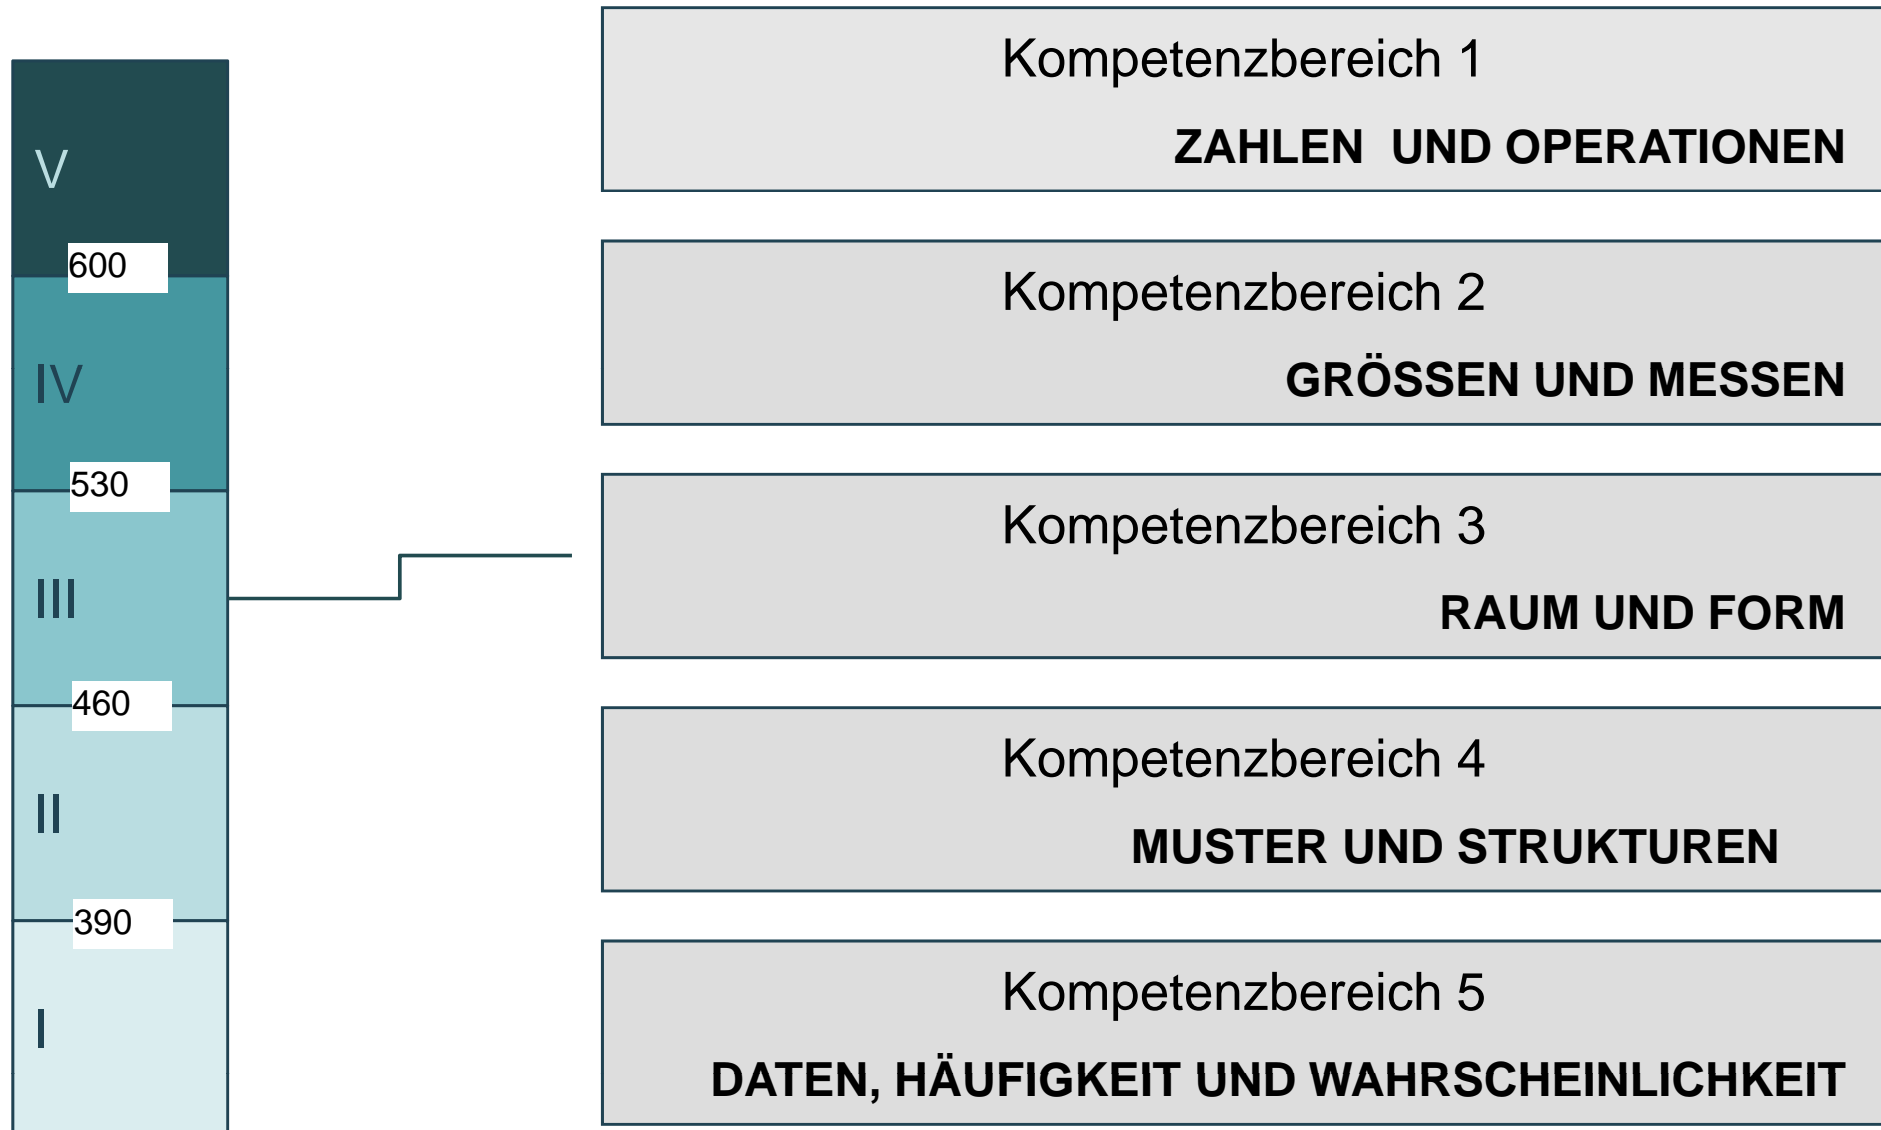 V
600
IV
530
III
460
II
390
I
Kompetenzbereich 1
ZAHLEN  UND OPERATIONEN
Kompetenzbereich 2
GRÖSSEN UND MESSEN
Kompetenzbereich 3
RAUM UND FORM
Kompetenzbereich 4
MUSTER UND STRUKTUREN
Kompetenzbereich 5
DATEN, HÄUFIGKEIT UND WAHRSCHEINLICHKEIT